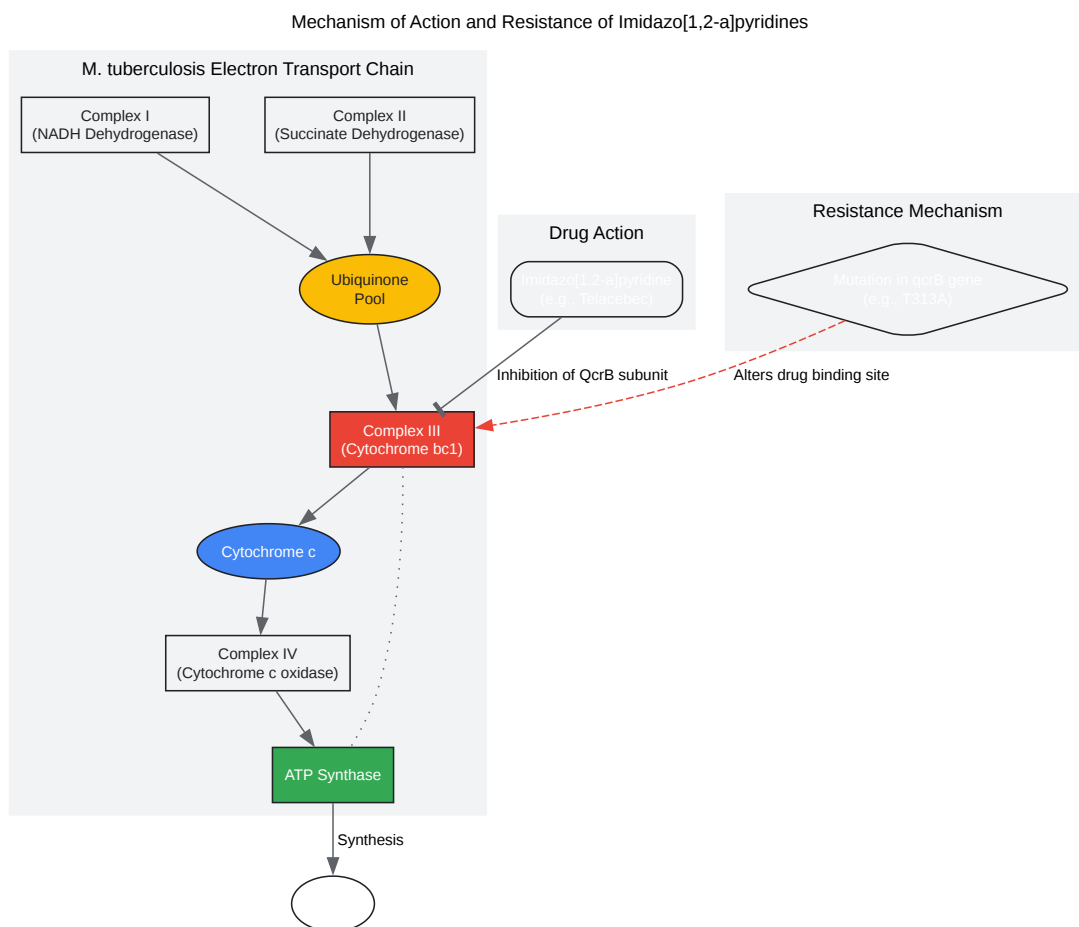 Mechanism of Action and Resistance of Imidazo[1,2-a]pyridines
M. tuberculosis Electron Transport Chain
Complex I
(NADH Dehydrogenase)
Complex II
(Succinate Dehydrogenase)
Resistance Mechanism
Drug Action
Ubiquinone
Pool
Imidazo[1,2-a]pyridine
(e.g., Telacebec)
Mutation in qcrB gene
(e.g., T313A)
Inhibition of QcrB subunit
Alters drug binding site
Complex III
(Cytochrome bc1)
Cytochrome c
Complex IV
(Cytochrome c oxidase)
ATP Synthase
Synthesis